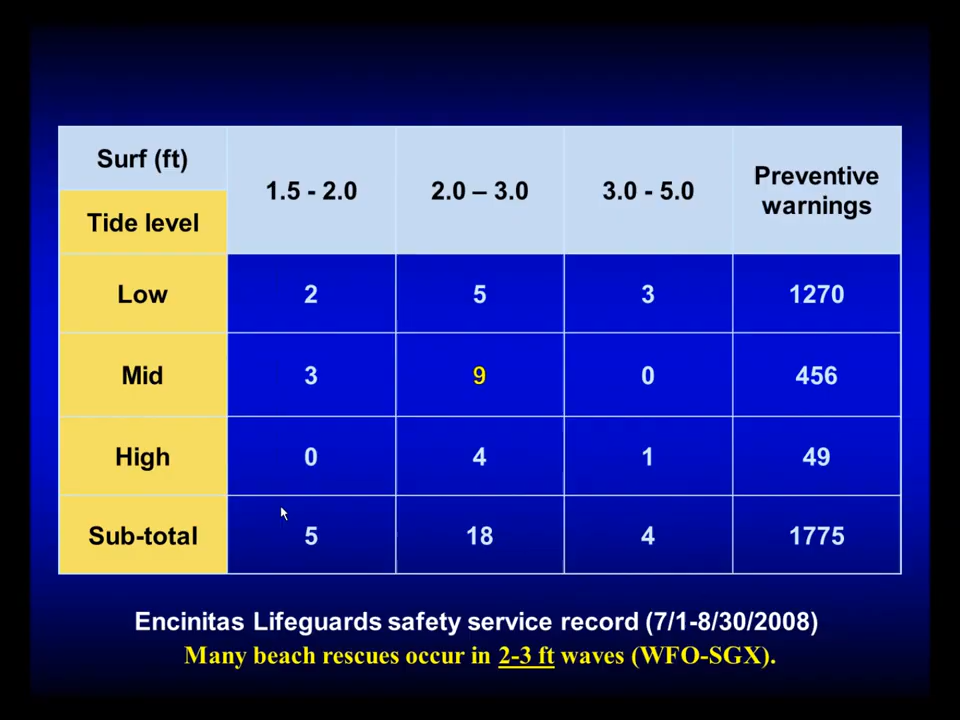 Surf (ft)
Tide level
1.5 - 2.0
2.0 – 3.0
3.0 - 5.0
Preventive
warnings
Low 2 5 3 1270
Mid 3 9 0 456
High 0 4 1 49
Sub-total 5 18 4 1775
Encinitas Lifeguards safety service record (7/1-8/30/2008)
Many beach rescues occur in 2-3 ft waves (WFO-SGX).